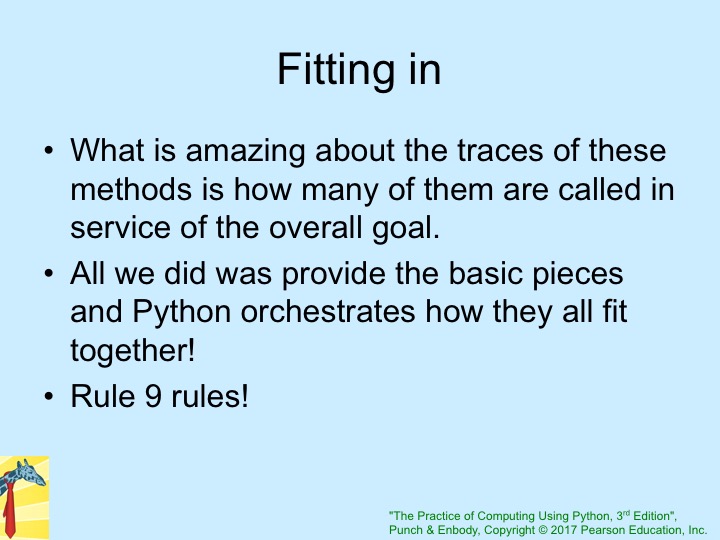 Fitting in
• What is amazing about the traces of these
methods is how many of them are called in
service of the overall goal.
• All we did was provide the basic pieces
and Python orchestrates how they all fit
together!
• Rule 9 rules!
"The Practice of Computing Using Python, 3rd Edition",
Punch & Enbody, Copyright © 2017 Pearson Education, Inc.